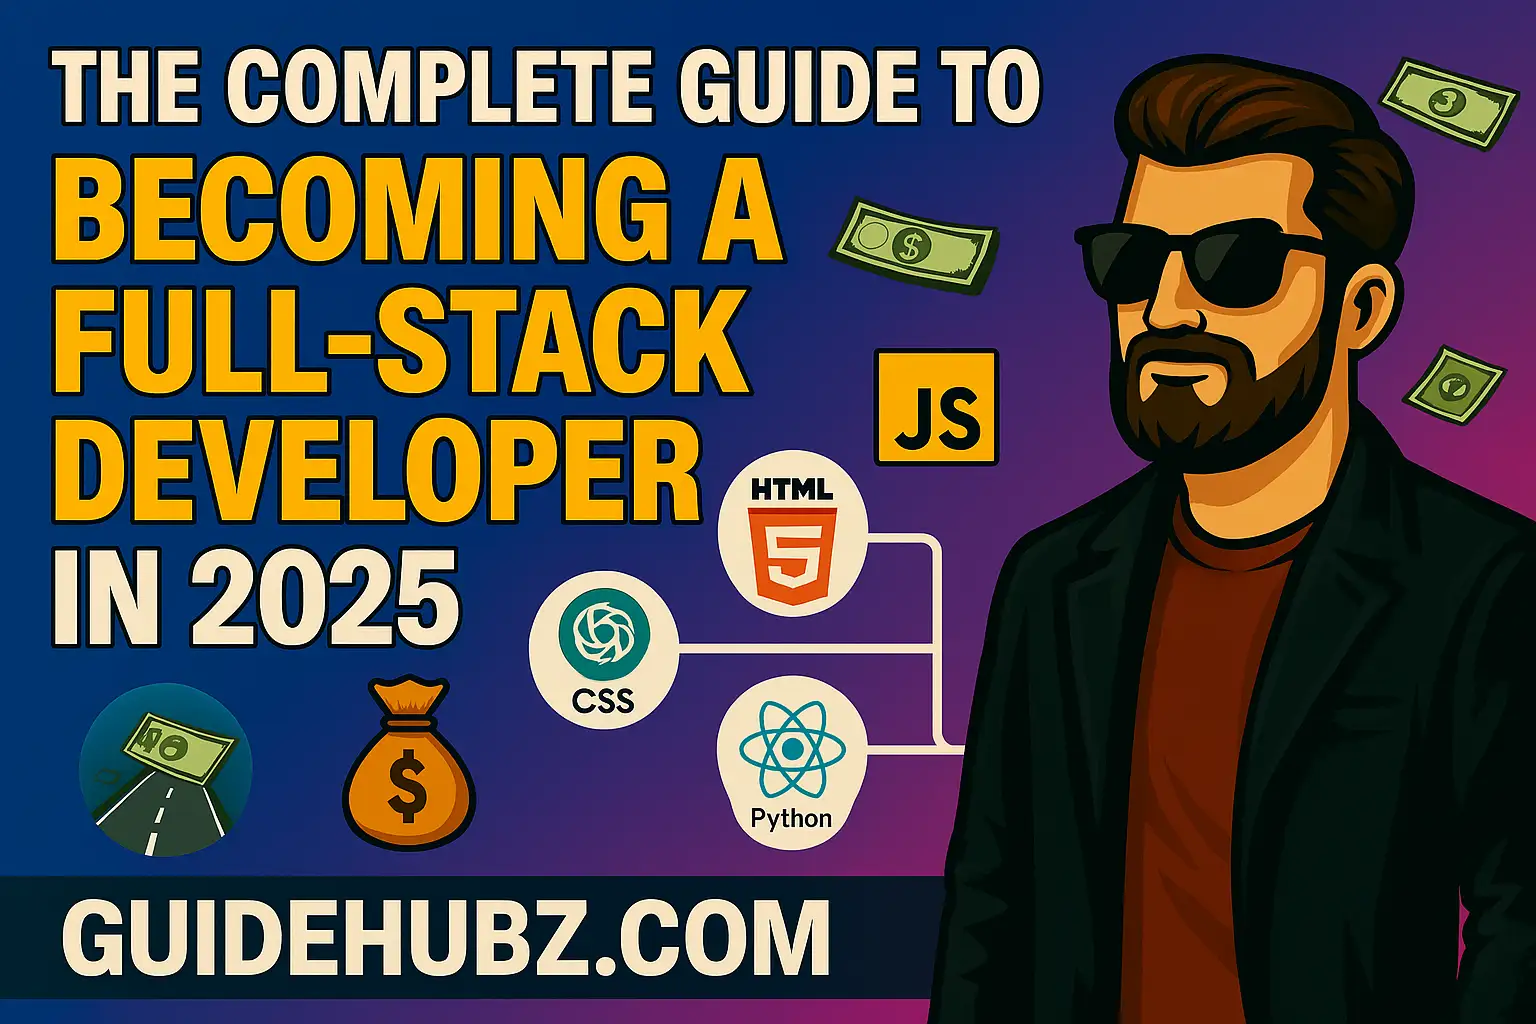 THE COMPLETE GUIDE TO
BECOMING A
FULL-STACK
DEVELOPER
IN 2025
JS
HTML
5
CSS
Python
$
$
GUIDEHUBZ.COM